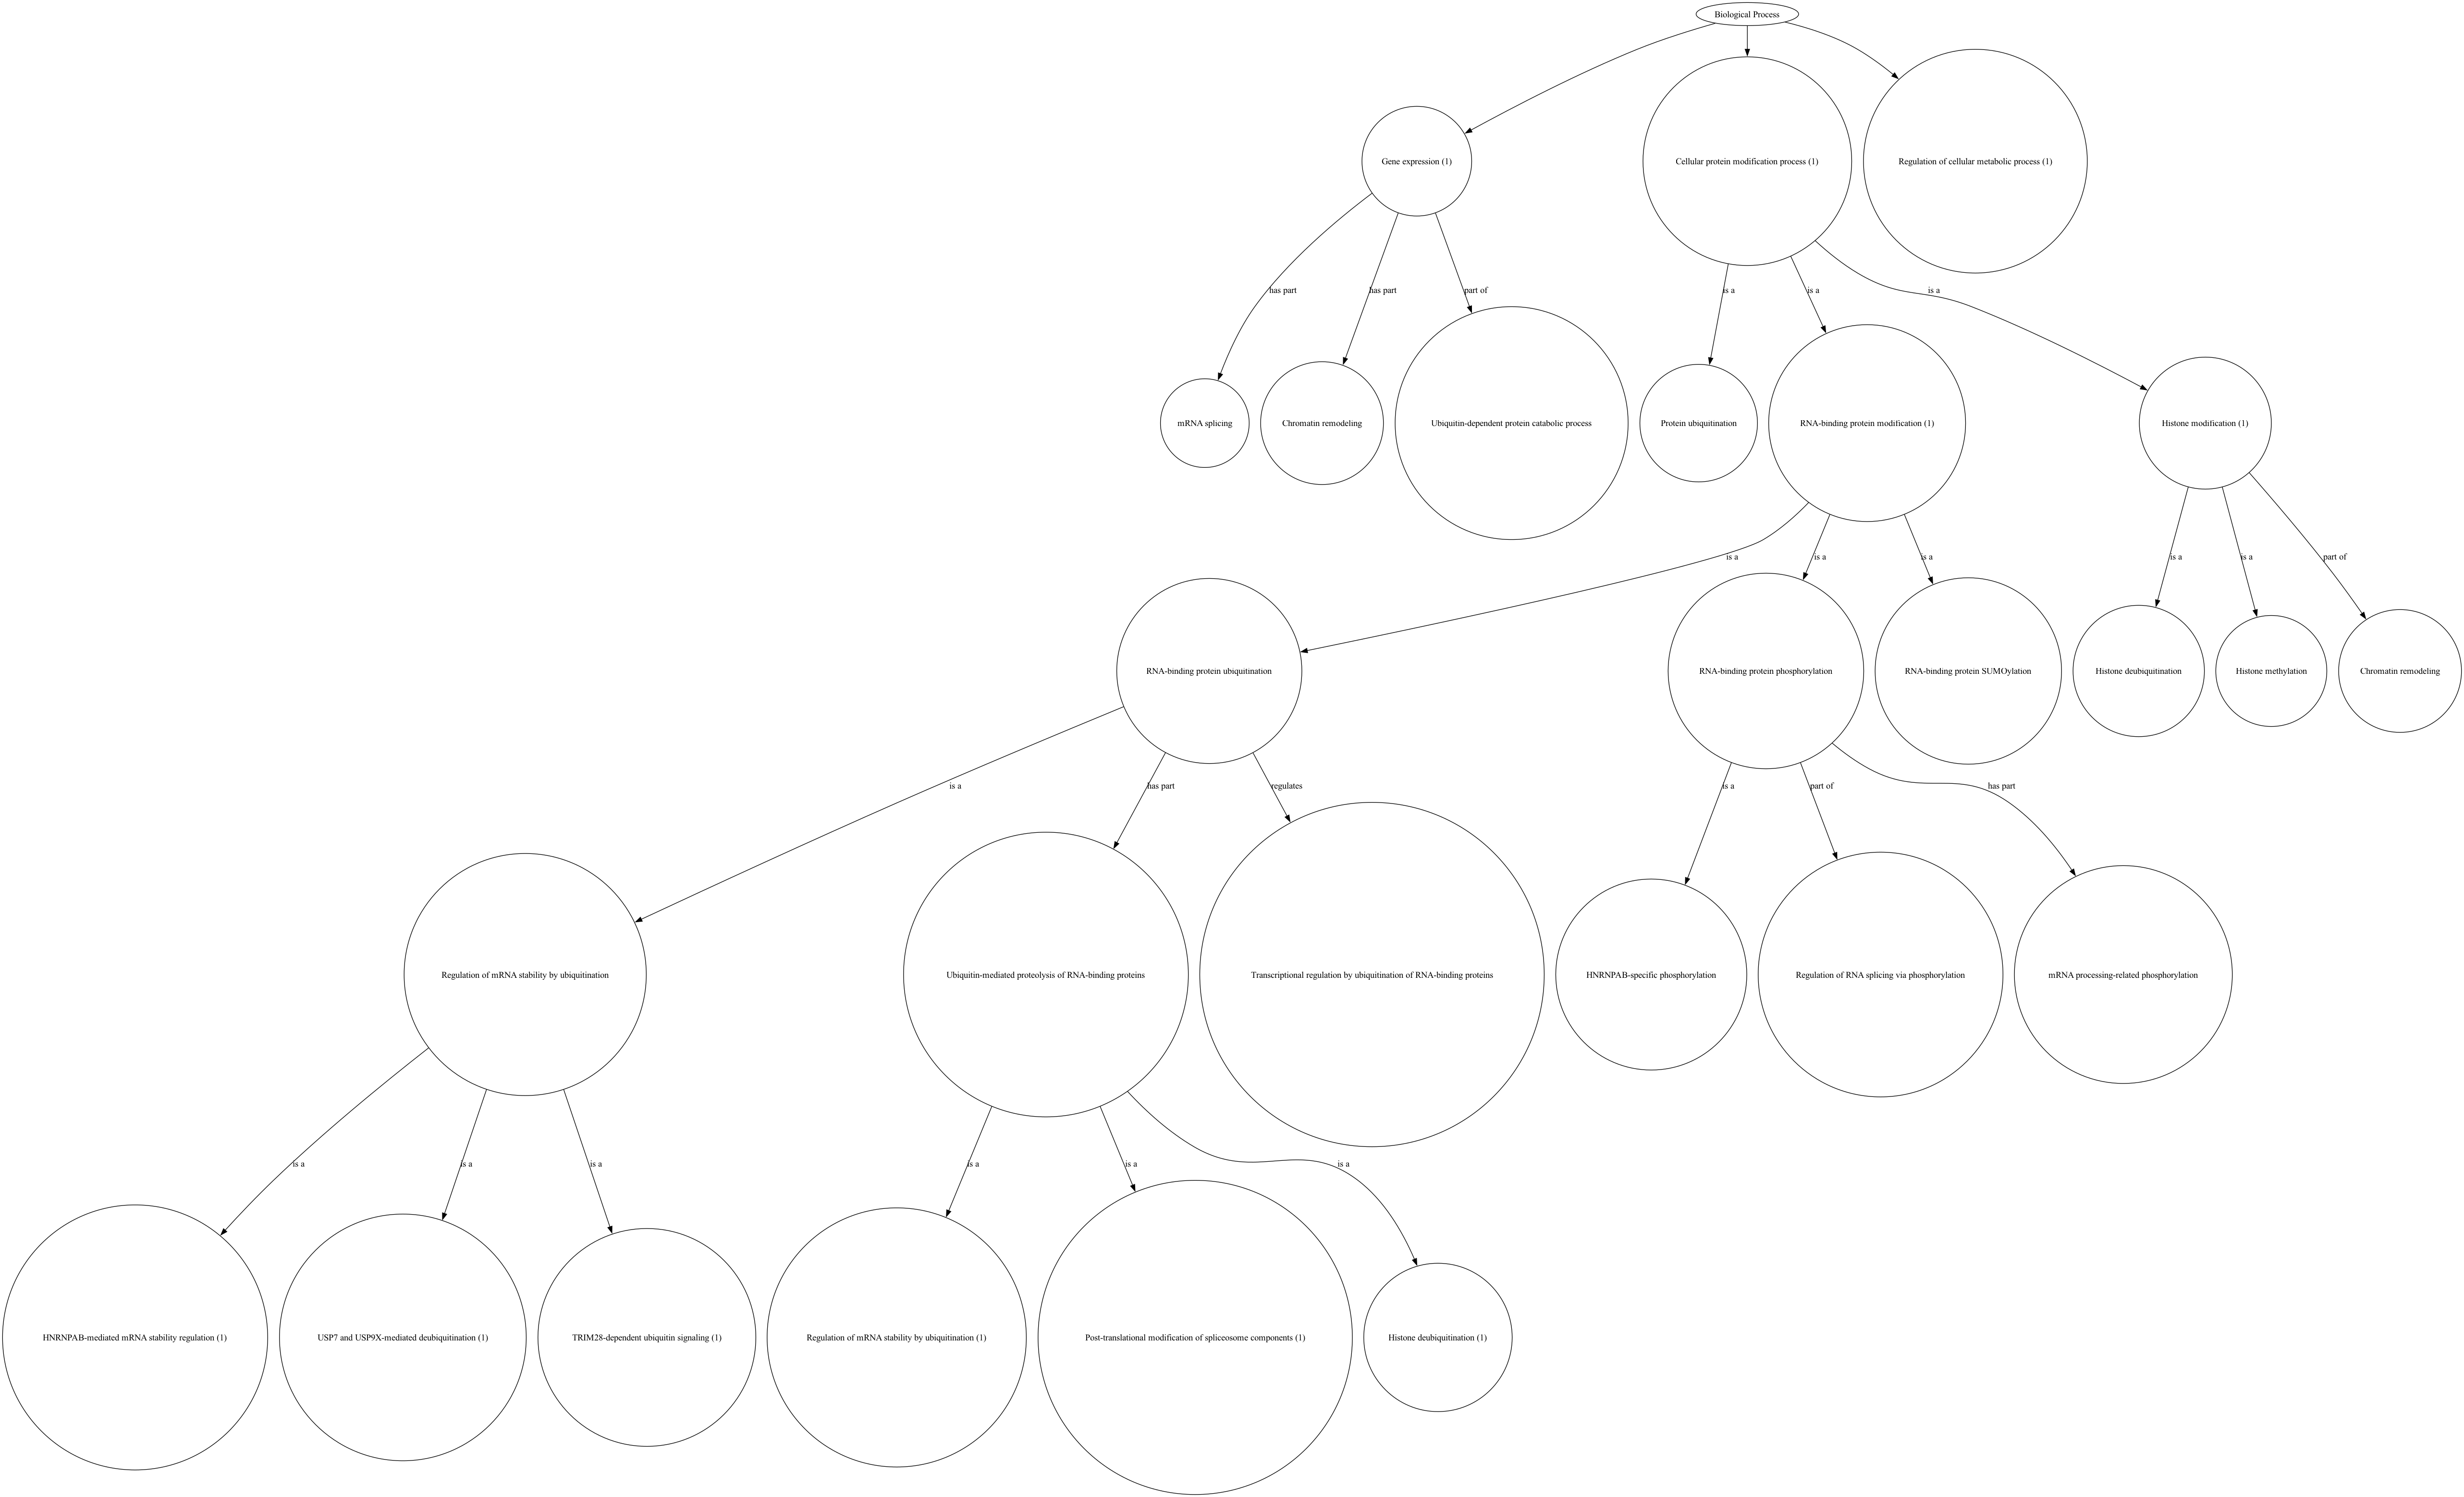 Biological Process
Gene expression (1)
Cellular protein modification process (1)
Regulation of cellular metabolic process (1)
has part
has part
part of
is a
is a
is a
mRNA splicing
Chromatin remodeling
Ubiquitin-dependent protein catabolic process
Protein ubiquitination
RNA-binding protein modification (1)
Histone modification (1)
is a
is a
is a
is a
is a
part of
RNA-binding protein ubiquitination
RNA-binding protein phosphorylation
RNA-binding protein SUMOylation
Histone deubiquitination
Histone methylation
Chromatin remodeling
is a
has part
regulates
is a
part of
has part
Regulation of mRNA stability by ubiquitination
Ubiquitin-mediated proteolysis of RNA-binding proteins
Transcriptional regulation by ubiquitination of RNA-binding proteins
HNRNPAB-specific phosphorylation
Regulation of RNA splicing via phosphorylation
mRNA processing-related phosphorylation
is a
is a
is a
is a
is a
is a
HNRNPAB-mediated mRNA stability regulation (1)
USP7 and USP9X-mediated deubiquitination (1)
TRIM28-dependent ubiquitin signaling (1)
Regulation of mRNA stability by ubiquitination (1)
Post-translational modification of spliceosome components (1)
Histone deubiquitination (1)